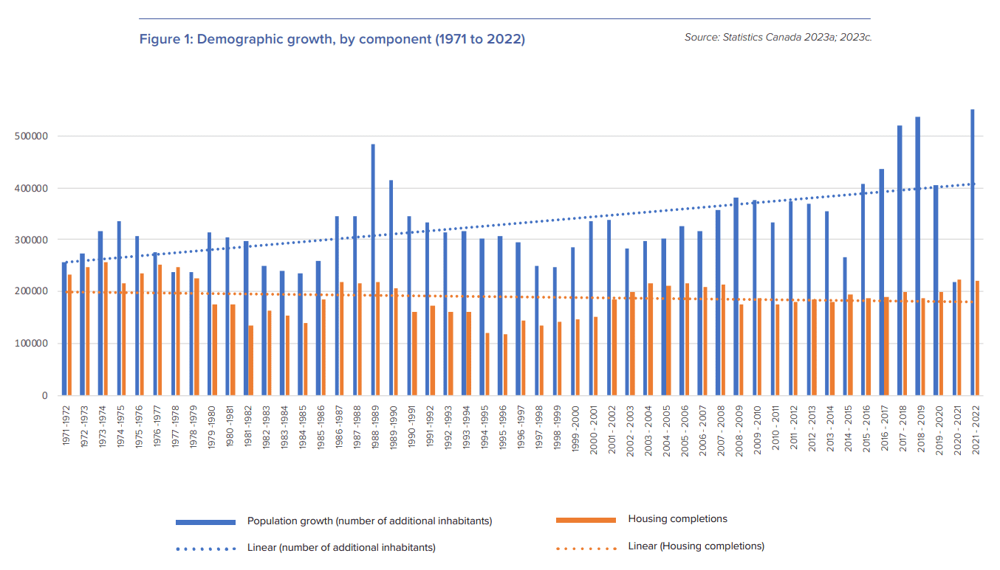 Figure 1: Demographic growth, by component (1971 to 2022)
Source: Statistics Canada 2023a; 2023c.
500000
400000
300000
200000
100000
0
1971 -1972
1972 -1973
1973 -1974
1974 -1975
1975 -1976
1976 -1977
1977 -1978
1978 -1979
1979 -1980
1980 -1981
1981 -1982
1982 -1983
1983 -1984
1984 -1985
1985 -1986
1986 -1987
1987 -1988
1988 -1989
1989 -1990
1990 -1991
1991 -1992
1992 -1993
1993 -1994
1994 -1995
1995 -1996
1996 -1997
1997 -1998
1998 -1999
1999 -2000
2000 - 2001
2001 - 2002
2002 - 2003
2003 - 2004
2004 - 2005
2005 - 2006
2006 - 2007
2007 - 2008
2008 - 2009
2009 - 2010
2010 - 2011
2011 - 2012
2012 - 2013
2013 - 2014
2014 - 2015
2015 - 2016
2016 - 2017
2017 - 2018
2018 - 2019
2019 - 2020
2020 - 2021
2021 - 2022
Population growth (number of additional inhabitants)
Housing completions
Linear (number of additional inhabitants)
Linear (Housing completions)